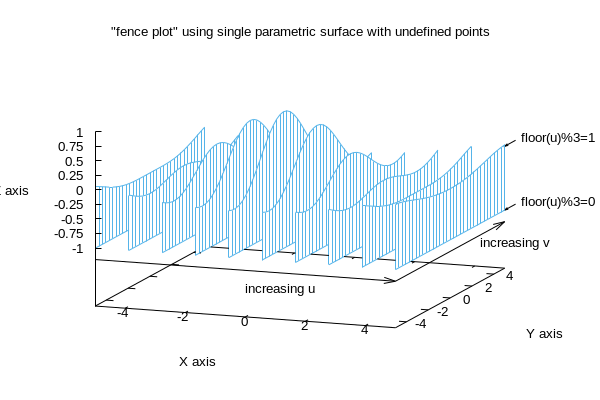 "fence plot" using single parametric surface with undefined points
1
0.75
0.5
0.25
0
-0.25
-0.5
-0.75
-1
axis
floor(u)%3=1
floor(u)%3=0
increasing v
increasing u
-4
-2
0
2
4
X axis
-4
-2
0
2
4
Y axis